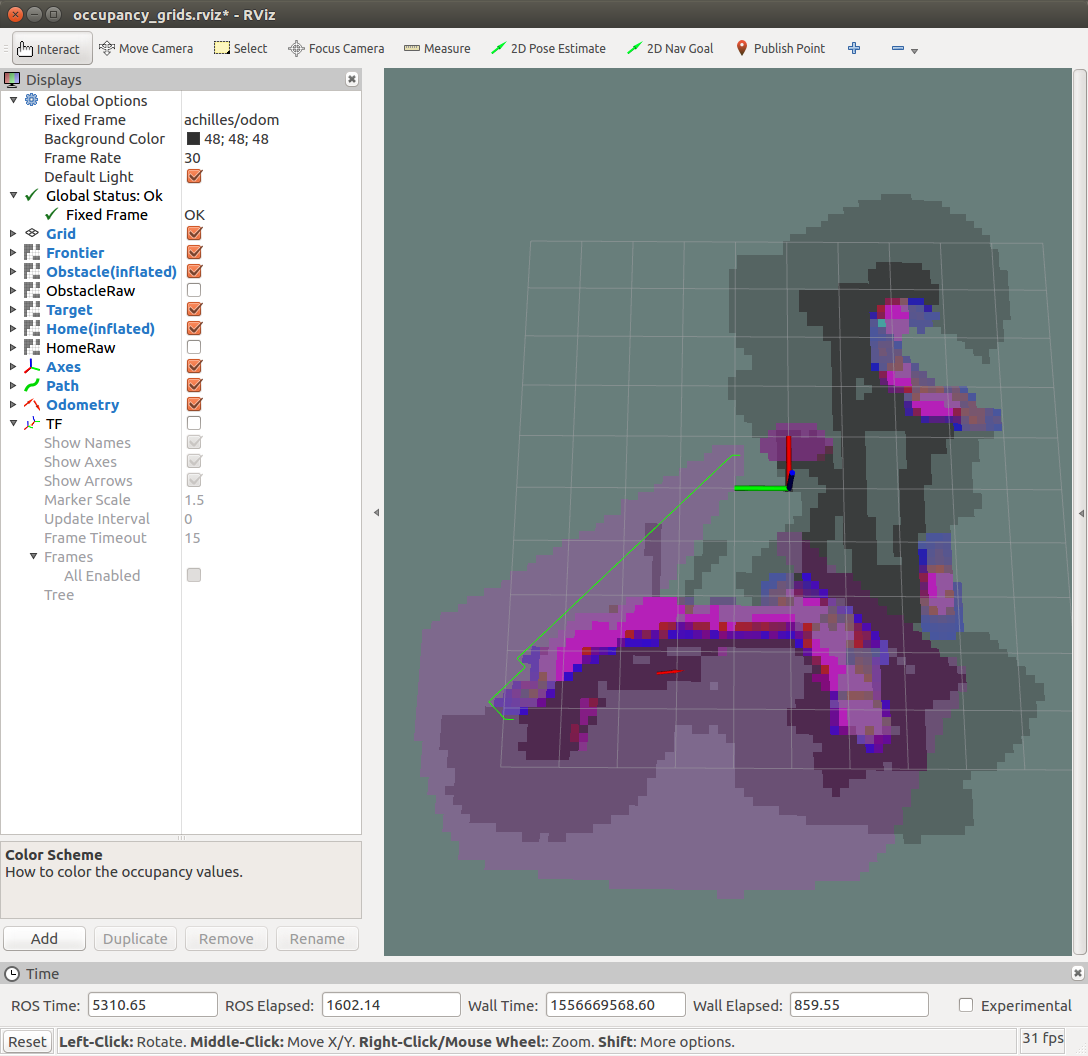 occupancy_grids.rviz* - RViz
Interact Move Camera Select Focus Camera Measure 2D Pose Estimate 2D Nav Goal Publish Point
Displays
Global Options
Fixed Frame achilles/odom
Background Color 48; 48; 48
Frame Rate 30
Default Light
Global Status: Ok
Fixed Frame OK
Grid
Frontier
Obstacle(inflated)
ObstacleRaw
Target
Home(inflated)
HomeRaw
Axes
Path
Odometry
TF
Show Names
Show Axes
Show Arrows
Marker Scale 1.5
Update Interval 0
Frame Timeout 15
Frames
All Enabled
Tree
Color Scheme
How to color the occupancy values.
Add Duplicate Remove Rename
Time
ROS Time: 5310.65 ROS Elapsed: 1602.14 Wall Time: 1556669568.60 Wall Elapsed: 859.55 Experimental
Reset Left-Click: Rotate. Middle-Click: Move X/Y. Right-Click/Mouse Wheel:: Zoom. Shift: More options. 31 fps